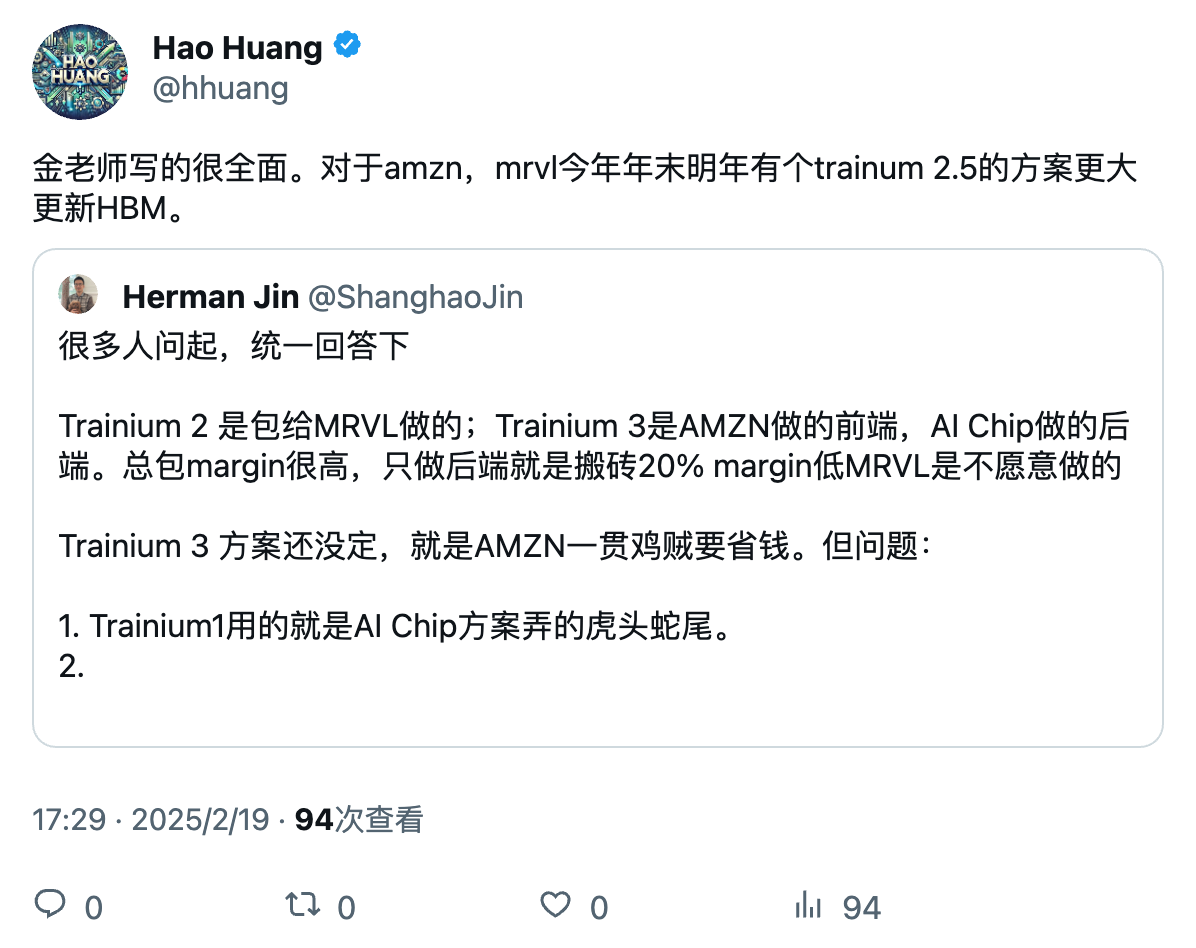 HAO
HUANG
Hao Huang
@hhuang
金老师写的很全面。对于amzn，mrvl今年年末明年有个trainum 2.5的方案更大
更新HBM。
Herman Jin @ShanghaoJin
很多人问起，统一回答下
Trainium 2 是包给MRVL做的；Trainium 3是AMZN做的前端，AI Chip做的后
端。总包margin很高，只做后端就是搬砖20% margin低MRVL是不愿意做的
Trainium 3 方案还没定，就是AMZN一贯鸡贼要省钱。但问题：
1. Trainium1用的就是AI Chip方案弄的虎头蛇尾。
2.
17:29 · 2025/2/19 · 94次查看
0 0 0 94